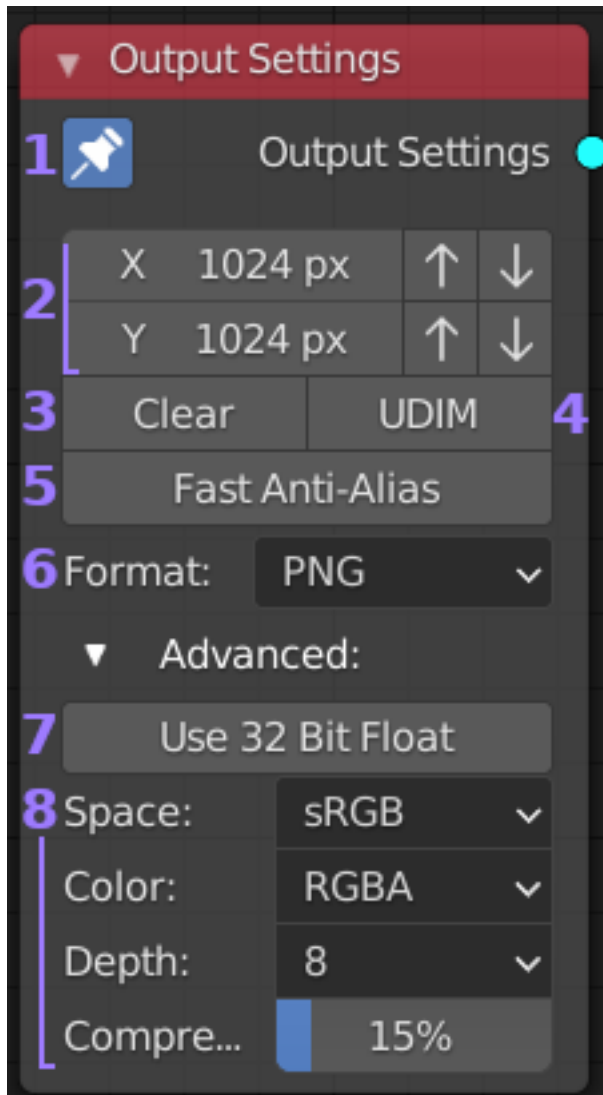 Output Settings
1 Output Settings
2
X 1024 px ↑ ↓
Y 1024 px ↑ ↓
3 Clear UDIM 4
5 Fast Anti-Alias
6 Format: PNG
Advanced:
7 Use 32 Bit Float
8 Space: sRGB
Color: RGBA
Depth: 8
Compre... 15%